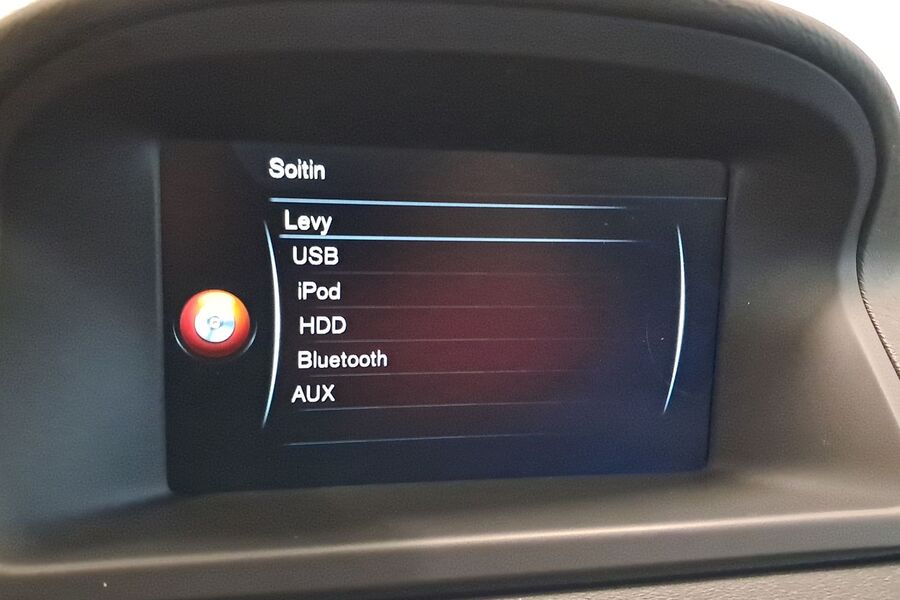 Soitin
Levy
USB
iPod
HDD
Bluetooth
AUX